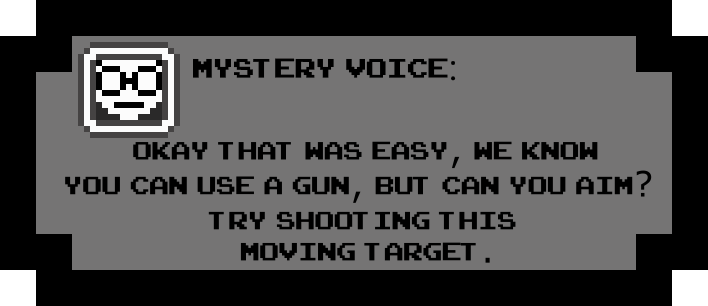 MYSTERY VOICE:
OKAY THAT WAS EASY, WE KNOW
YOU CAN USE A GUN, BUT CAN YOU AIM?
TRY SHOOTING THIS
MOVING TARGET.